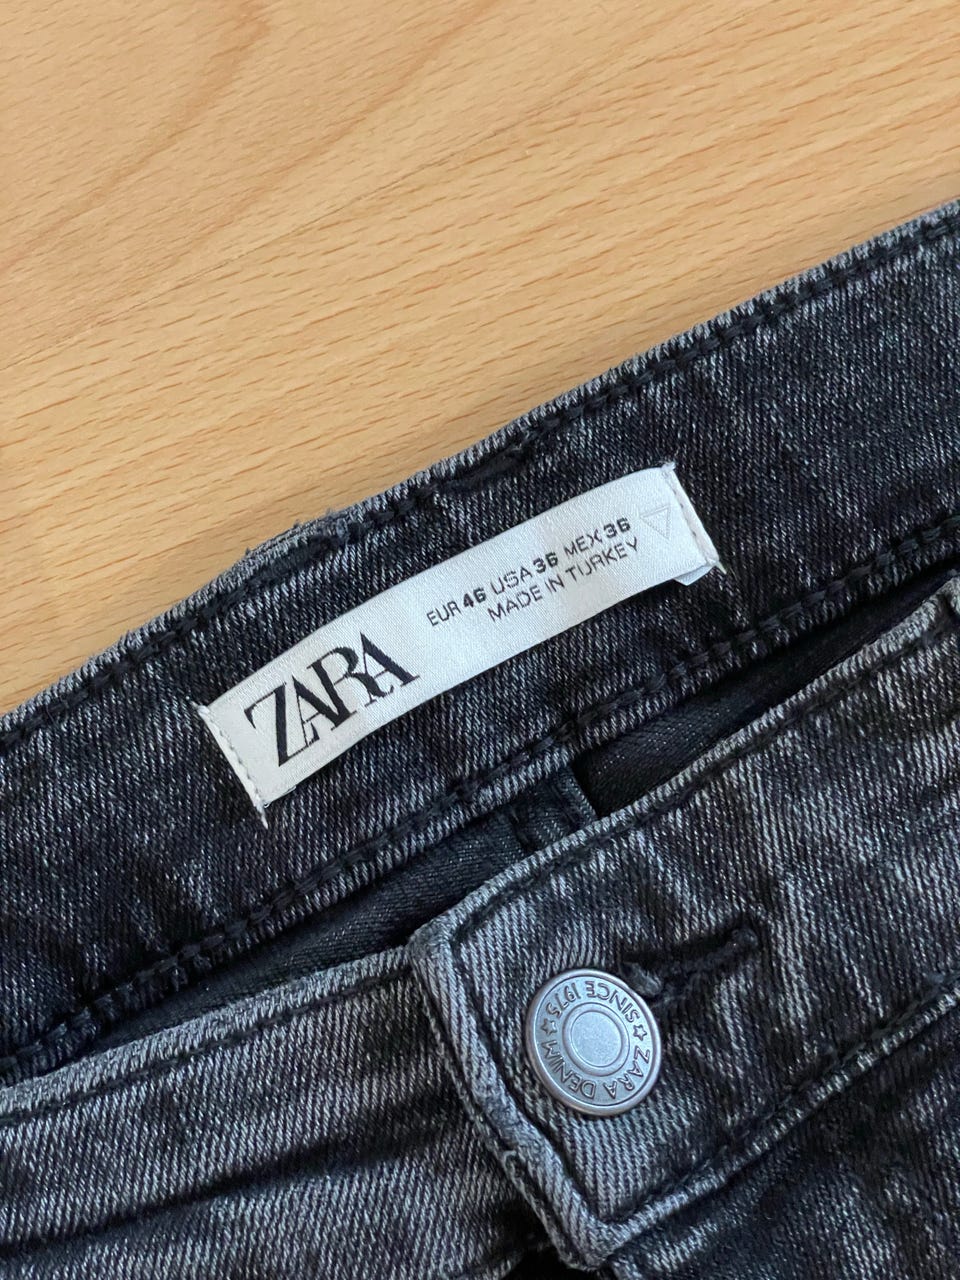 ZARA
EUR 46 USA 36 MEX 36
MADE IN TURKEY
ZARA DENIM ☆ SINCE 1975 ☆